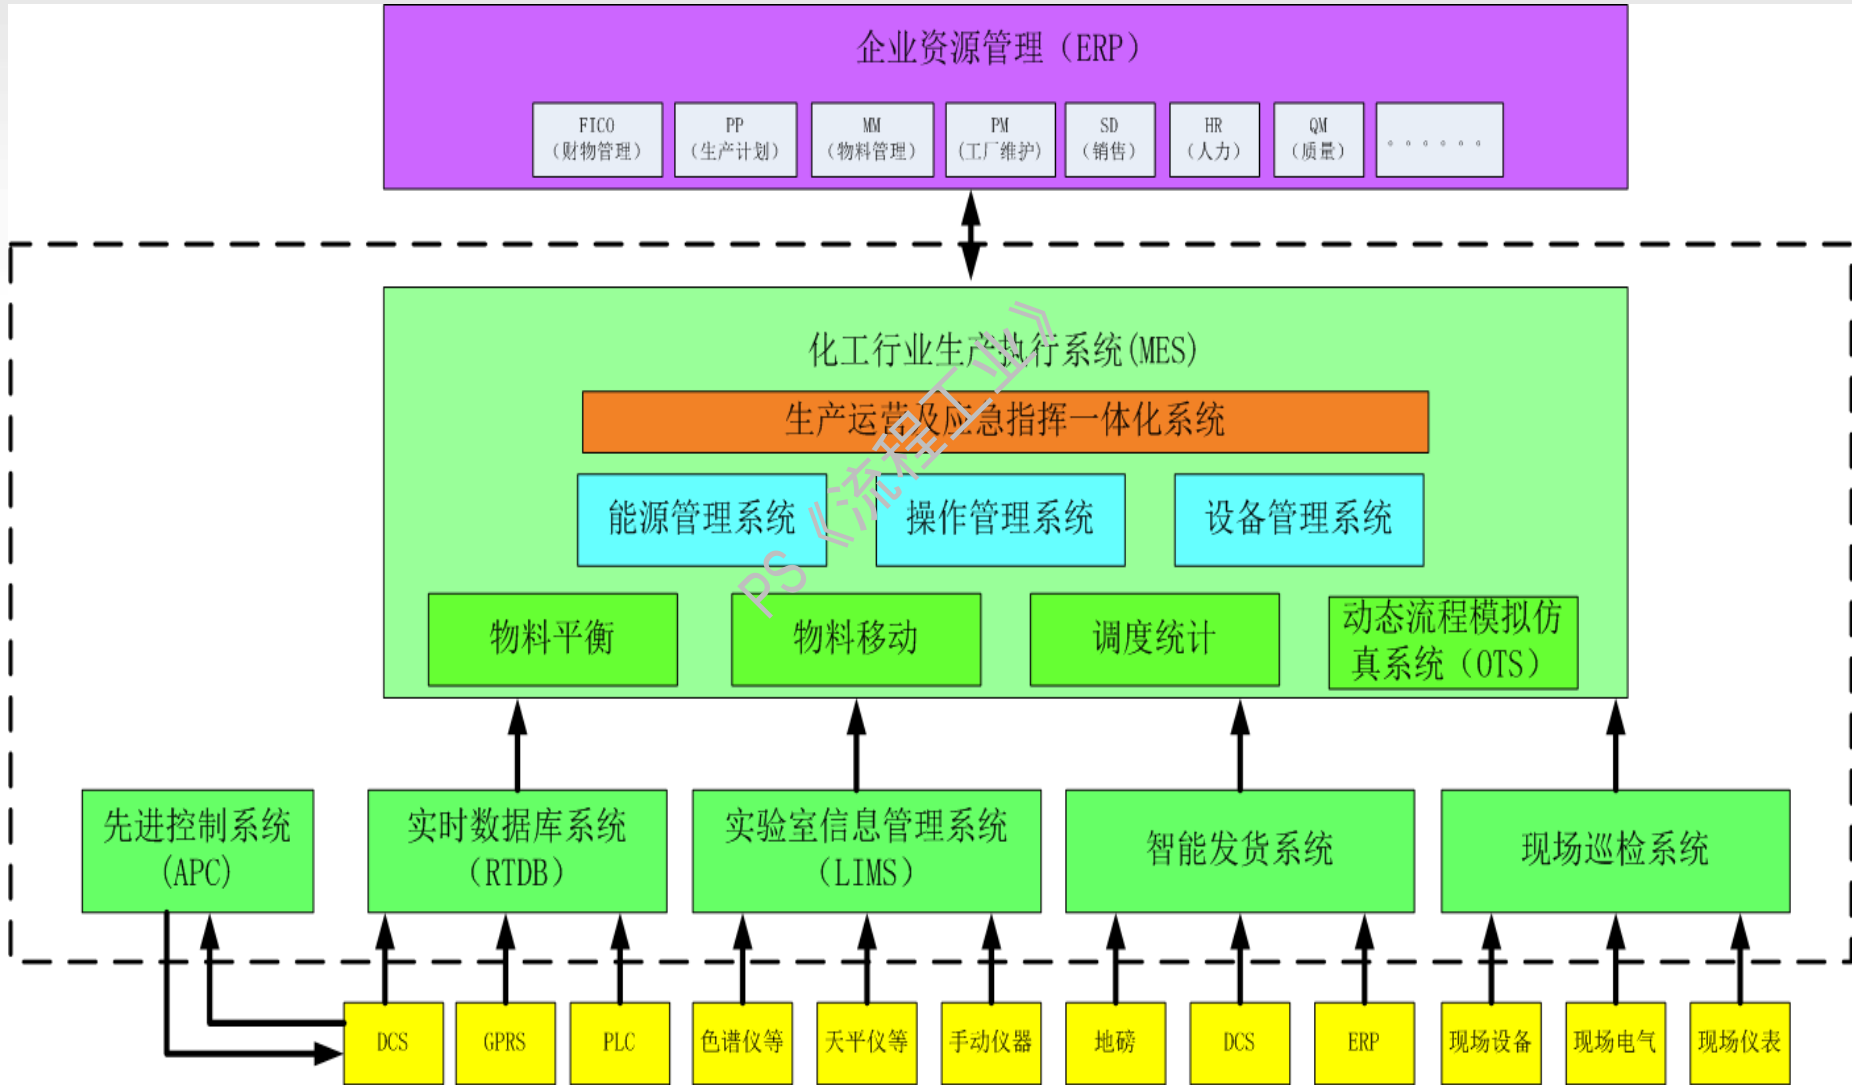 企业资源管理（ERP）
FICO
（财物管理）
PP
（生产计划）
MM
（物料管理）
PM
（工厂维护）
SD
（销售）
HR
（人力）
QM
（质量）
。。。。。。
化工行业生产执行系统(MES)
生产运营及应急指挥一体化系统
能源管理系统
操作管理系统
设备管理系统
PS《流程工业》
物料平衡
物料移动
调度统计
动态流程模拟仿
真系统（OTS）
先进控制系统
(APC)
实时数据库系统
（RTDB）
实验室信息管理系统
（LIMS）
智能发货系统
现场巡检系统
DCS
GPRS
PLC
色谱仪等
天平仪等
手动仪器
地磅
DCS
ERP
现场设备
现场电气
现场仪表